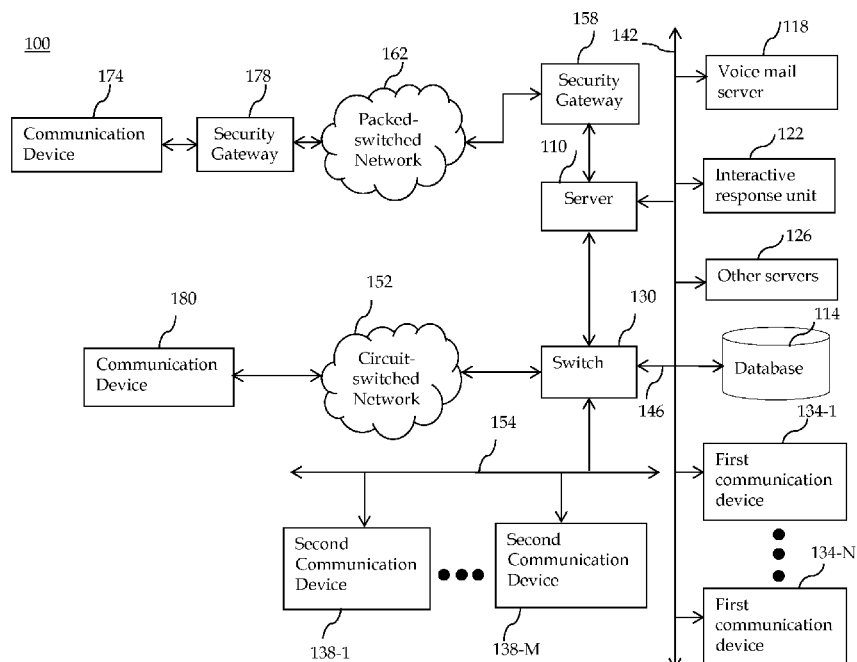 100
174
Communication
Device
178
Security
Gateway
162
Packed-
switched
Network
158
Security
Gateway
142
118
Voice mail
server
110
Server
122
Interactive
response unit
126
Other servers
180
Communication
Device
152
Circuit-
switched
Network
130
Switch
146
114
Database
154
134-1
First
communication
device
Second
Communication
Device
138-1
Second
Communication
Device
138-M
134-N
First
communication
device